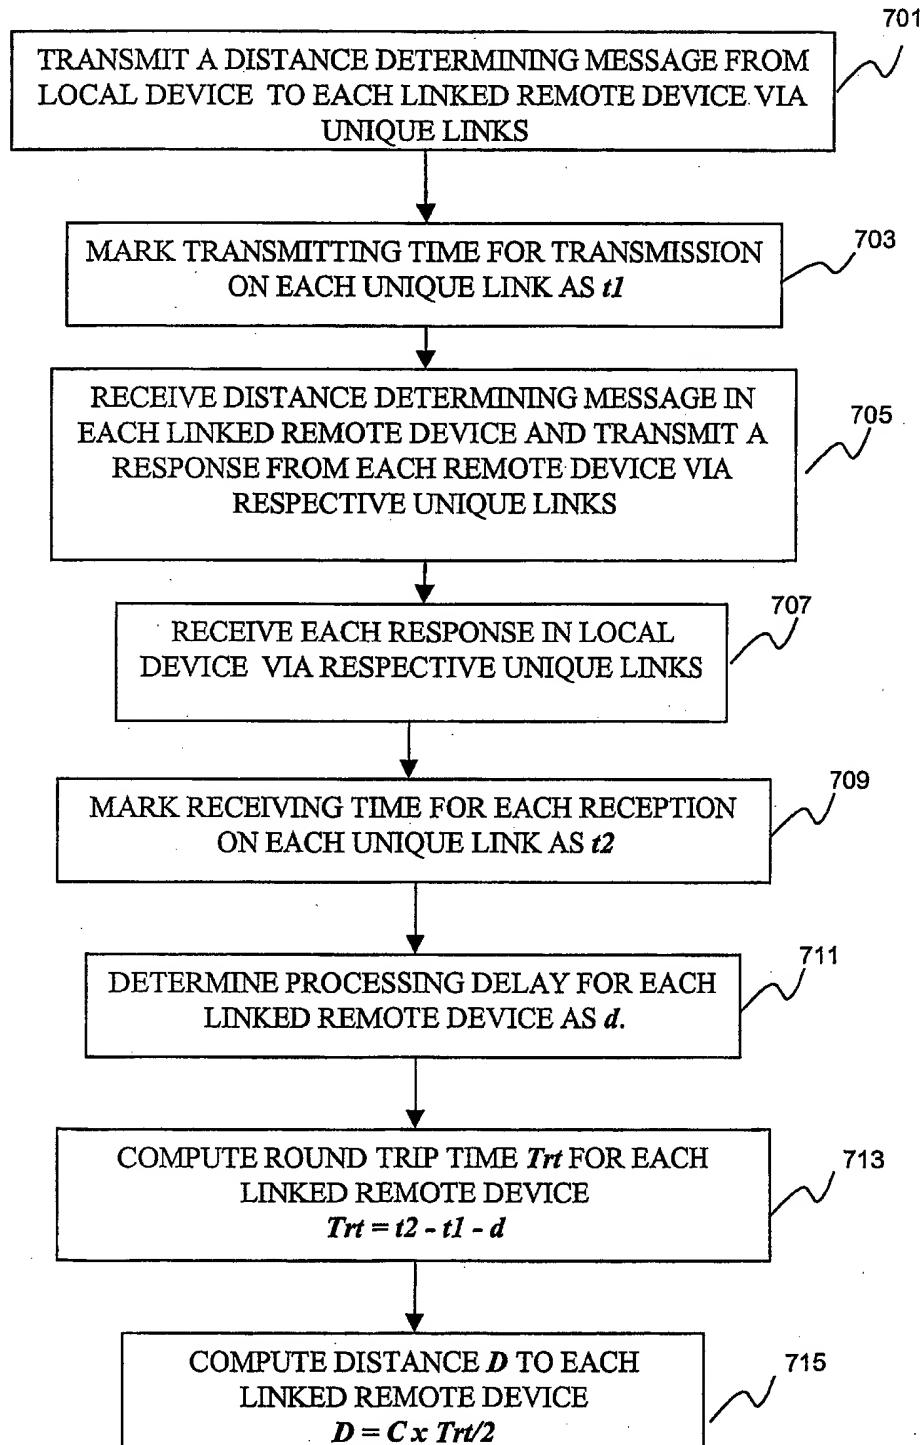 701
TRANSMIT A DISTANCE DETERMINING MESSAGE FROM
LOCAL DEVICE TO EACH LINKED REMOTE DEVICE VIA
UNIQUE LINKS
703
MARK TRANSMITTING TIME FOR TRANSMISSION
ON EACH UNIQUE LINK AS t1
705
RECEIVE DISTANCE DETERMINING MESSAGE IN
EACH LINKED REMOTE DEVICE AND TRANSMIT A
RESPONSE FROM EACH REMOTE DEVICE VIA
RESPECTIVE UNIQUE LINKS
707
RECEIVE EACH RESPONSE IN LOCAL
DEVICE VIA RESPECTIVE UNIQUE LINKS
709
MARK RECEIVING TIME FOR EACH RECEPTION
ON EACH UNIQUE LINK AS t2
711
DETERMINE PROCESSING DELAY FOR EACH
LINKED REMOTE DEVICE AS d.
713
COMPUTE ROUND TRIP TIME Trt FOR EACH
LINKED REMOTE DEVICE
Trt = t2 - t1 - d
715
COMPUTE DISTANCE D TO EACH
LINKED REMOTE DEVICE
D = C x Trt/2